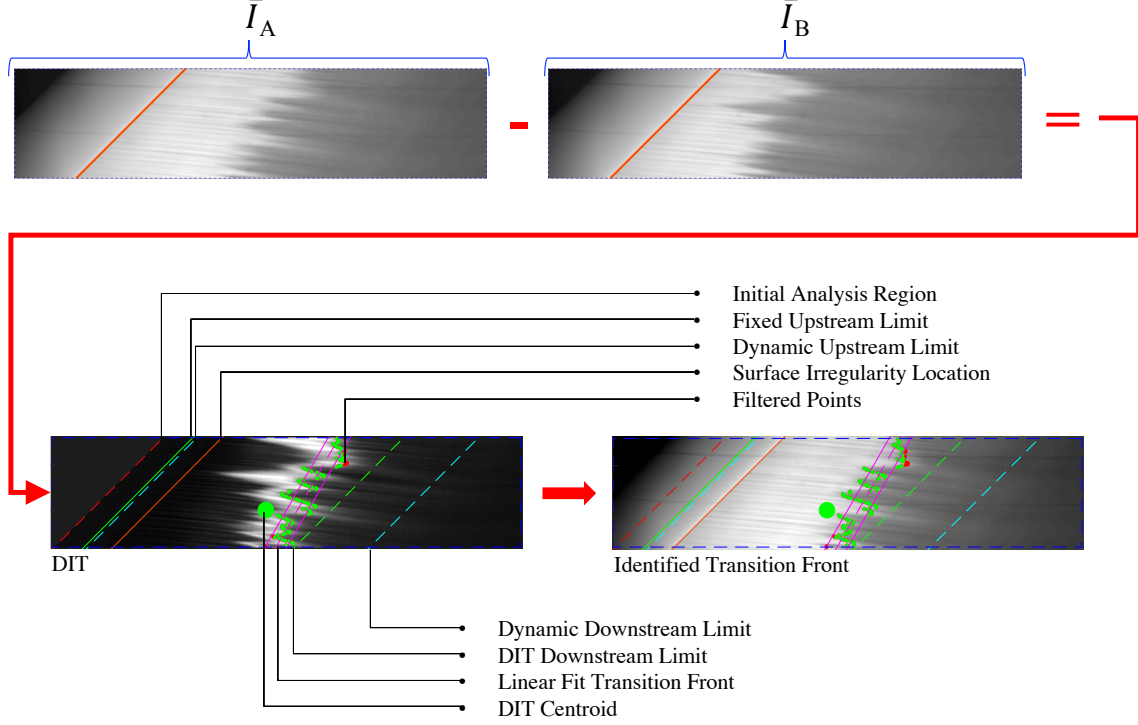 Ī_A
Ī_B
-
=
Initial Analysis Region
Fixed Upstream Limit
Dynamic Upstream Limit
Surface Irregularity Location
Filtered Points
DIT
Identified Transition Front
Dynamic Downstream Limit
DIT Downstream Limit
Linear Fit Transition Front
DIT Centroid